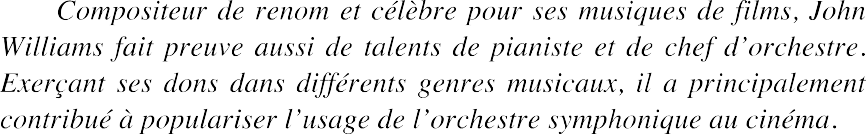 Compositeur de renom et célèbre pour ses musiques de films, John
Williams fait preuve aussi de talents de pianiste et de chef d’orchestre.
Exerçant ses dons dans différents genres musicaux, il a principalement
contribué à populariser l’usage de l’orchestre symphonique au cinéma.